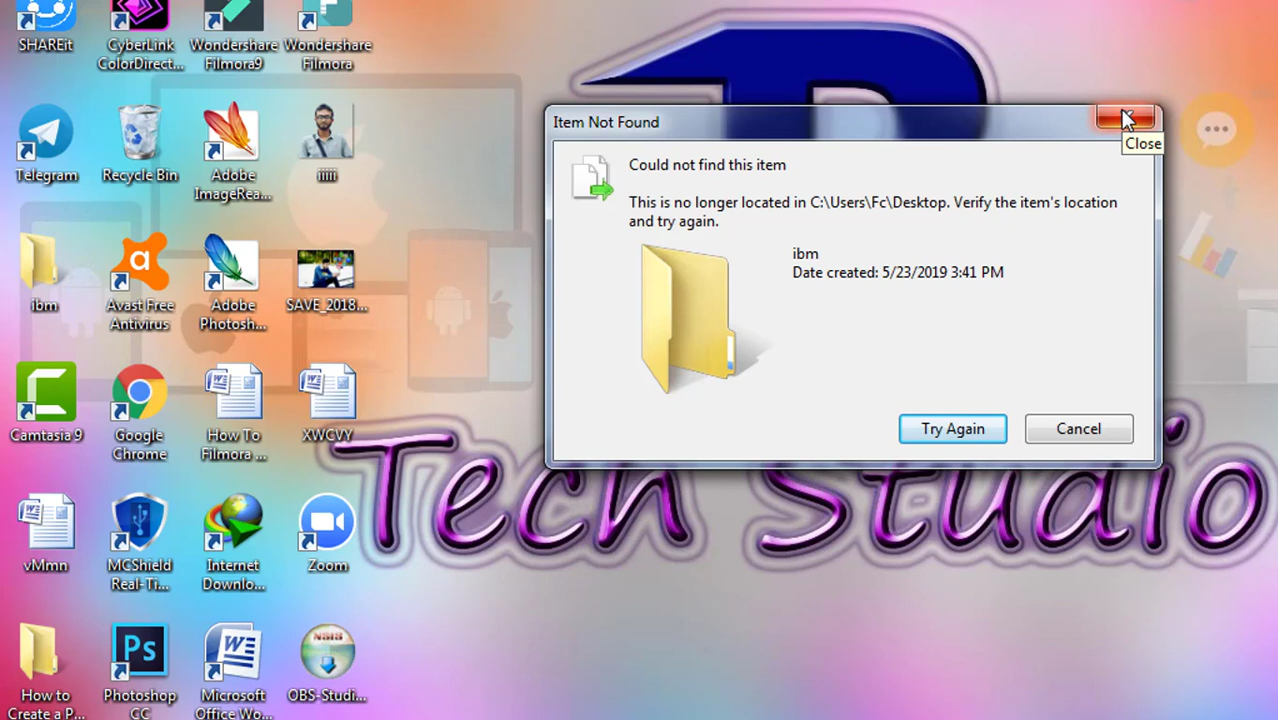 SHAREit
CyberLink
ColorDirect...
Wondershare
Filmora9
Wondershare
Filmora
Telegram
Recycle Bin
Adobe
ImageRea...
iiiii
ibm
Avast Free
Antivirus
Adobe
Photosh...
SAVE_2018...
Camtasia 9
Google
Chrome
How To
Filmora ...
XWCVY
vMmn
MCShield
Real-Ti...
Internet
Downlo...
Zoom
How to
Create a P...
Ps
Photoshop
CC
Microsoft
Office Wo...
NSIS
OBS-Studi...
Item Not Found
Close
Could not find this item
This is no longer located in C:\Users\Fc\Desktop. Verify the item's location
and try again.
ibm
Date created: 5/23/2019 3:41 PM
Try Again
Cancel
Tech Studio